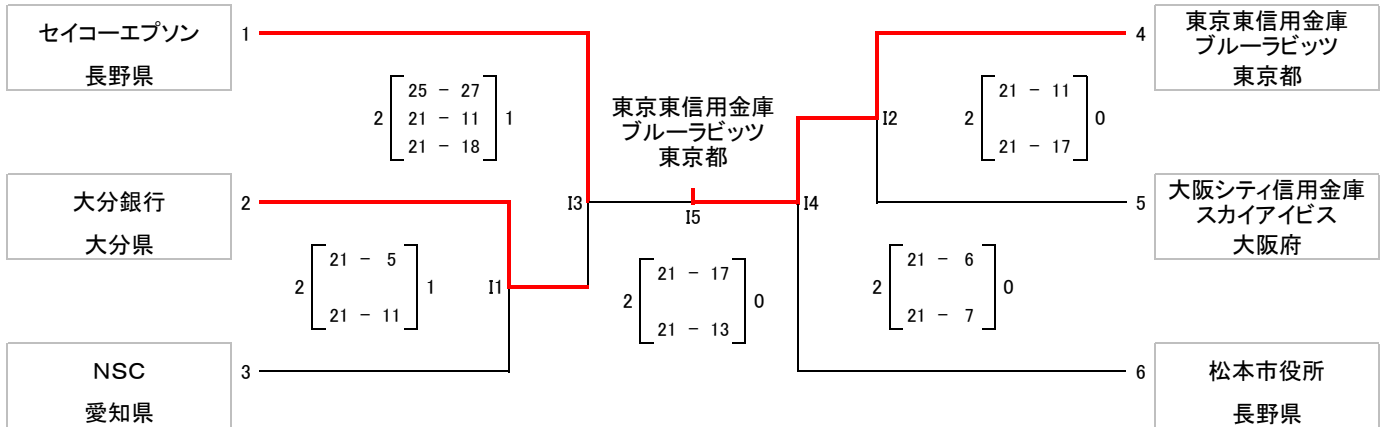 セイコーエプソン
長野県
1
2
25 - 27
21 - 11
21 - 18
1
東京東信用金庫
ブルーラビッツ
東京都
4
東京東信用金庫
ブルーラビッツ
東京都
2
21 - 11
21 - 17
0
I2
大分銀行
大分県
2
I3
I5
I4
5
大阪シティ信用金庫
スカイアイビス
大阪府
2
21 - 5
21 - 11
1
I1
2
21 - 17
21 - 13
0
2
21 - 6
21 - 7
0
NSC
愛知県
3
6
松本市役所
長野県